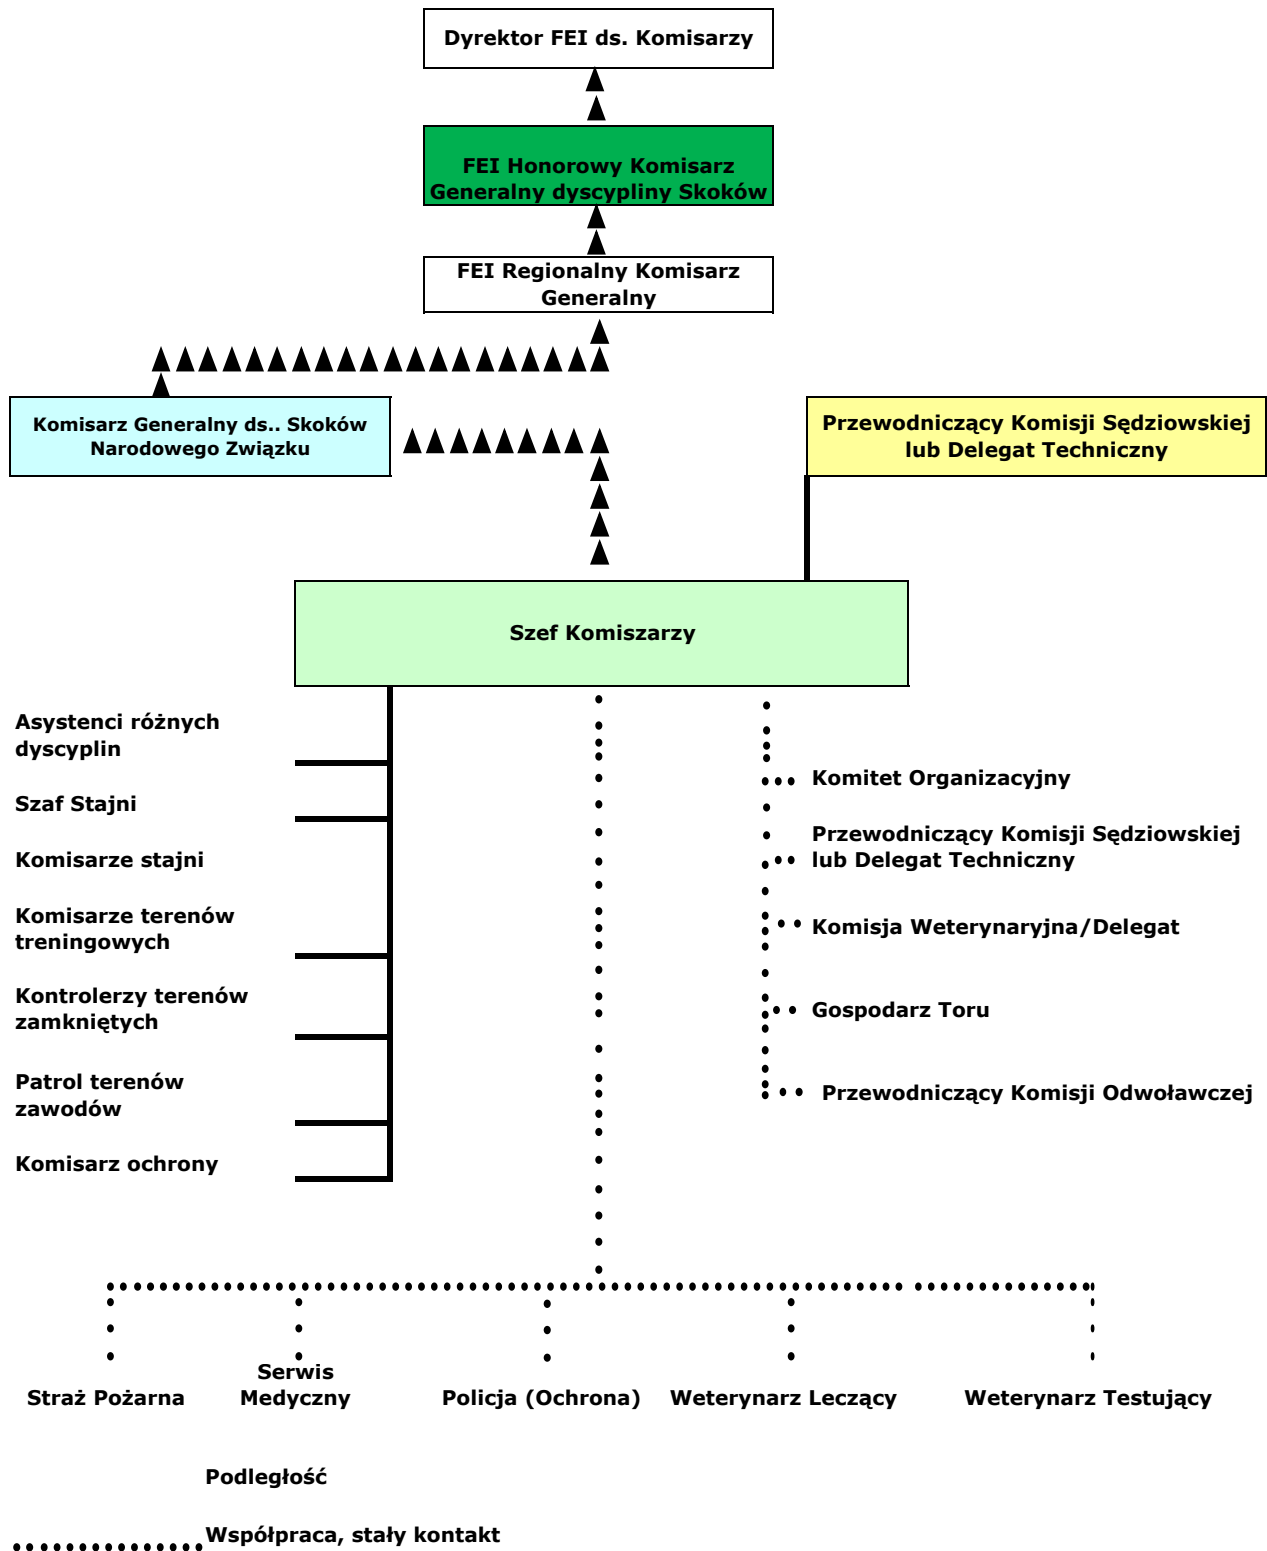 Dyrektor FEI ds. Komisarzy
FEI Honorowy Komisarz
Generalny dyscypliny Skoków
FEI Regionalny Komisarz
Generalny
Komisarz Generalny ds.. Skoków
Narodowego Związku
Przewodniczący Komisji Sędziowskiej
lub Delegat Techniczny
Szef Komiszarzy
Asystenci różnych
dyscyplin
Szaf Stajni
Komisarze stajni
Komisarze terenów
treningowych
Kontrolerzy terenów
zamkniętych
Patrol terenów
zawodów
Komisarz ochrony
Komitet Organizacyjny
Przewodniczący Komisji Sędziowskiej
lub Delegat Techniczny
Komisja Weterynaryjna/Delegat
Gospodarz Toru
Przewodniczący Komisji Odwoławczej
Straż Pożarna
Serwis
Medyczny
Policja (Ochrona)
Weterynarz Leczący
Weterynarz Testujący
Podległość
Współpraca, stały kontakt